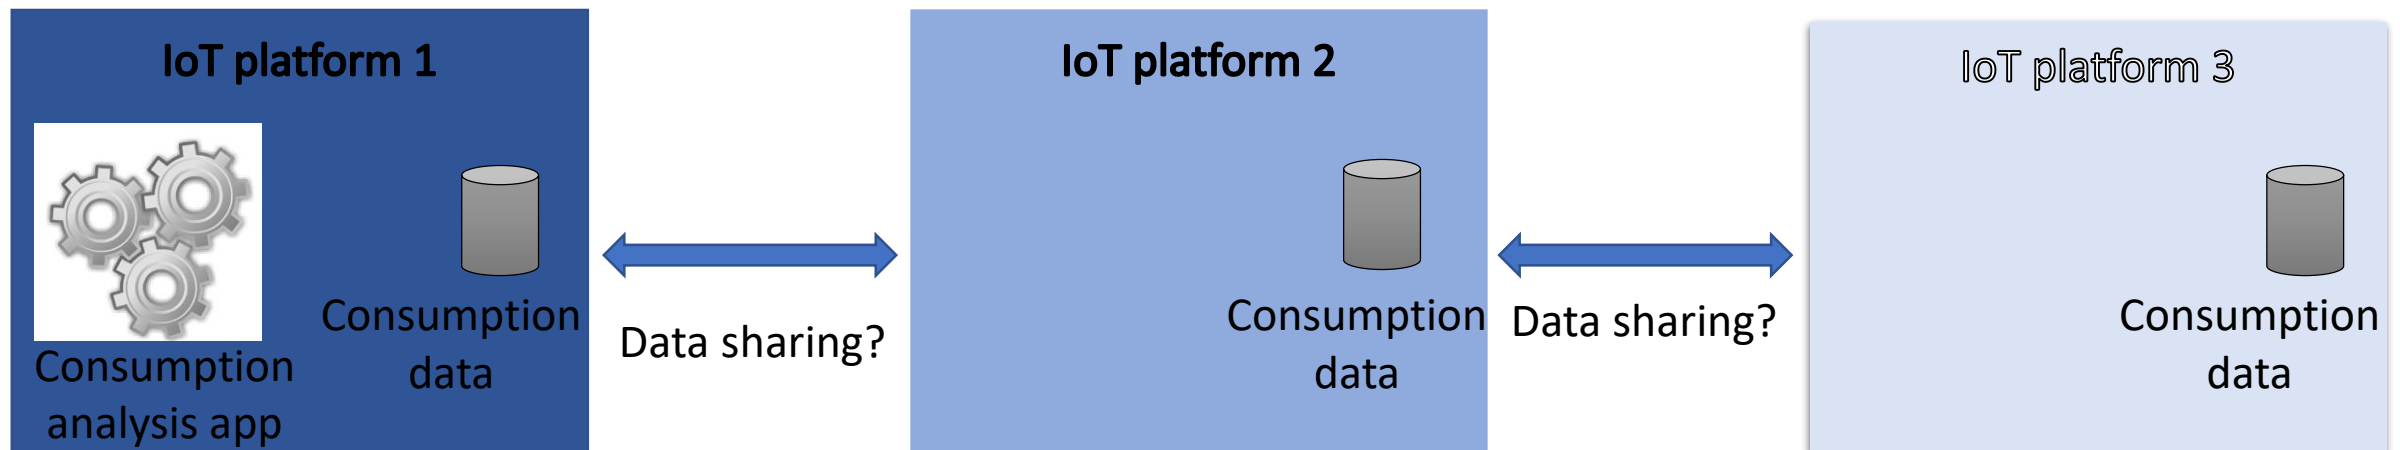 IoT platform 1
IoT platform 2
IoT platform 3
Consumption
analysis app
Consumption
data
Data sharing?
Consumption
data
Data sharing?
Consumption
data